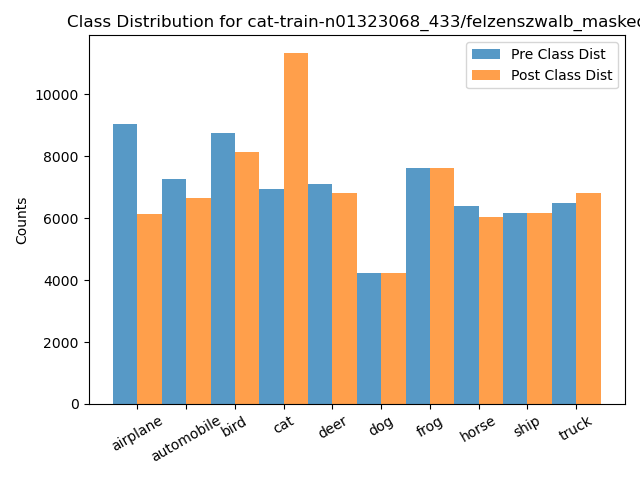 Class Distribution for cat-train-n01323068_433/felzenszwalb_masked
Pre Class Dist
Post Class Dist
Counts
10000
8000
6000
4000
2000
0
airplane
automobile
bird
cat
deer
dog
frog
horse
ship
truck